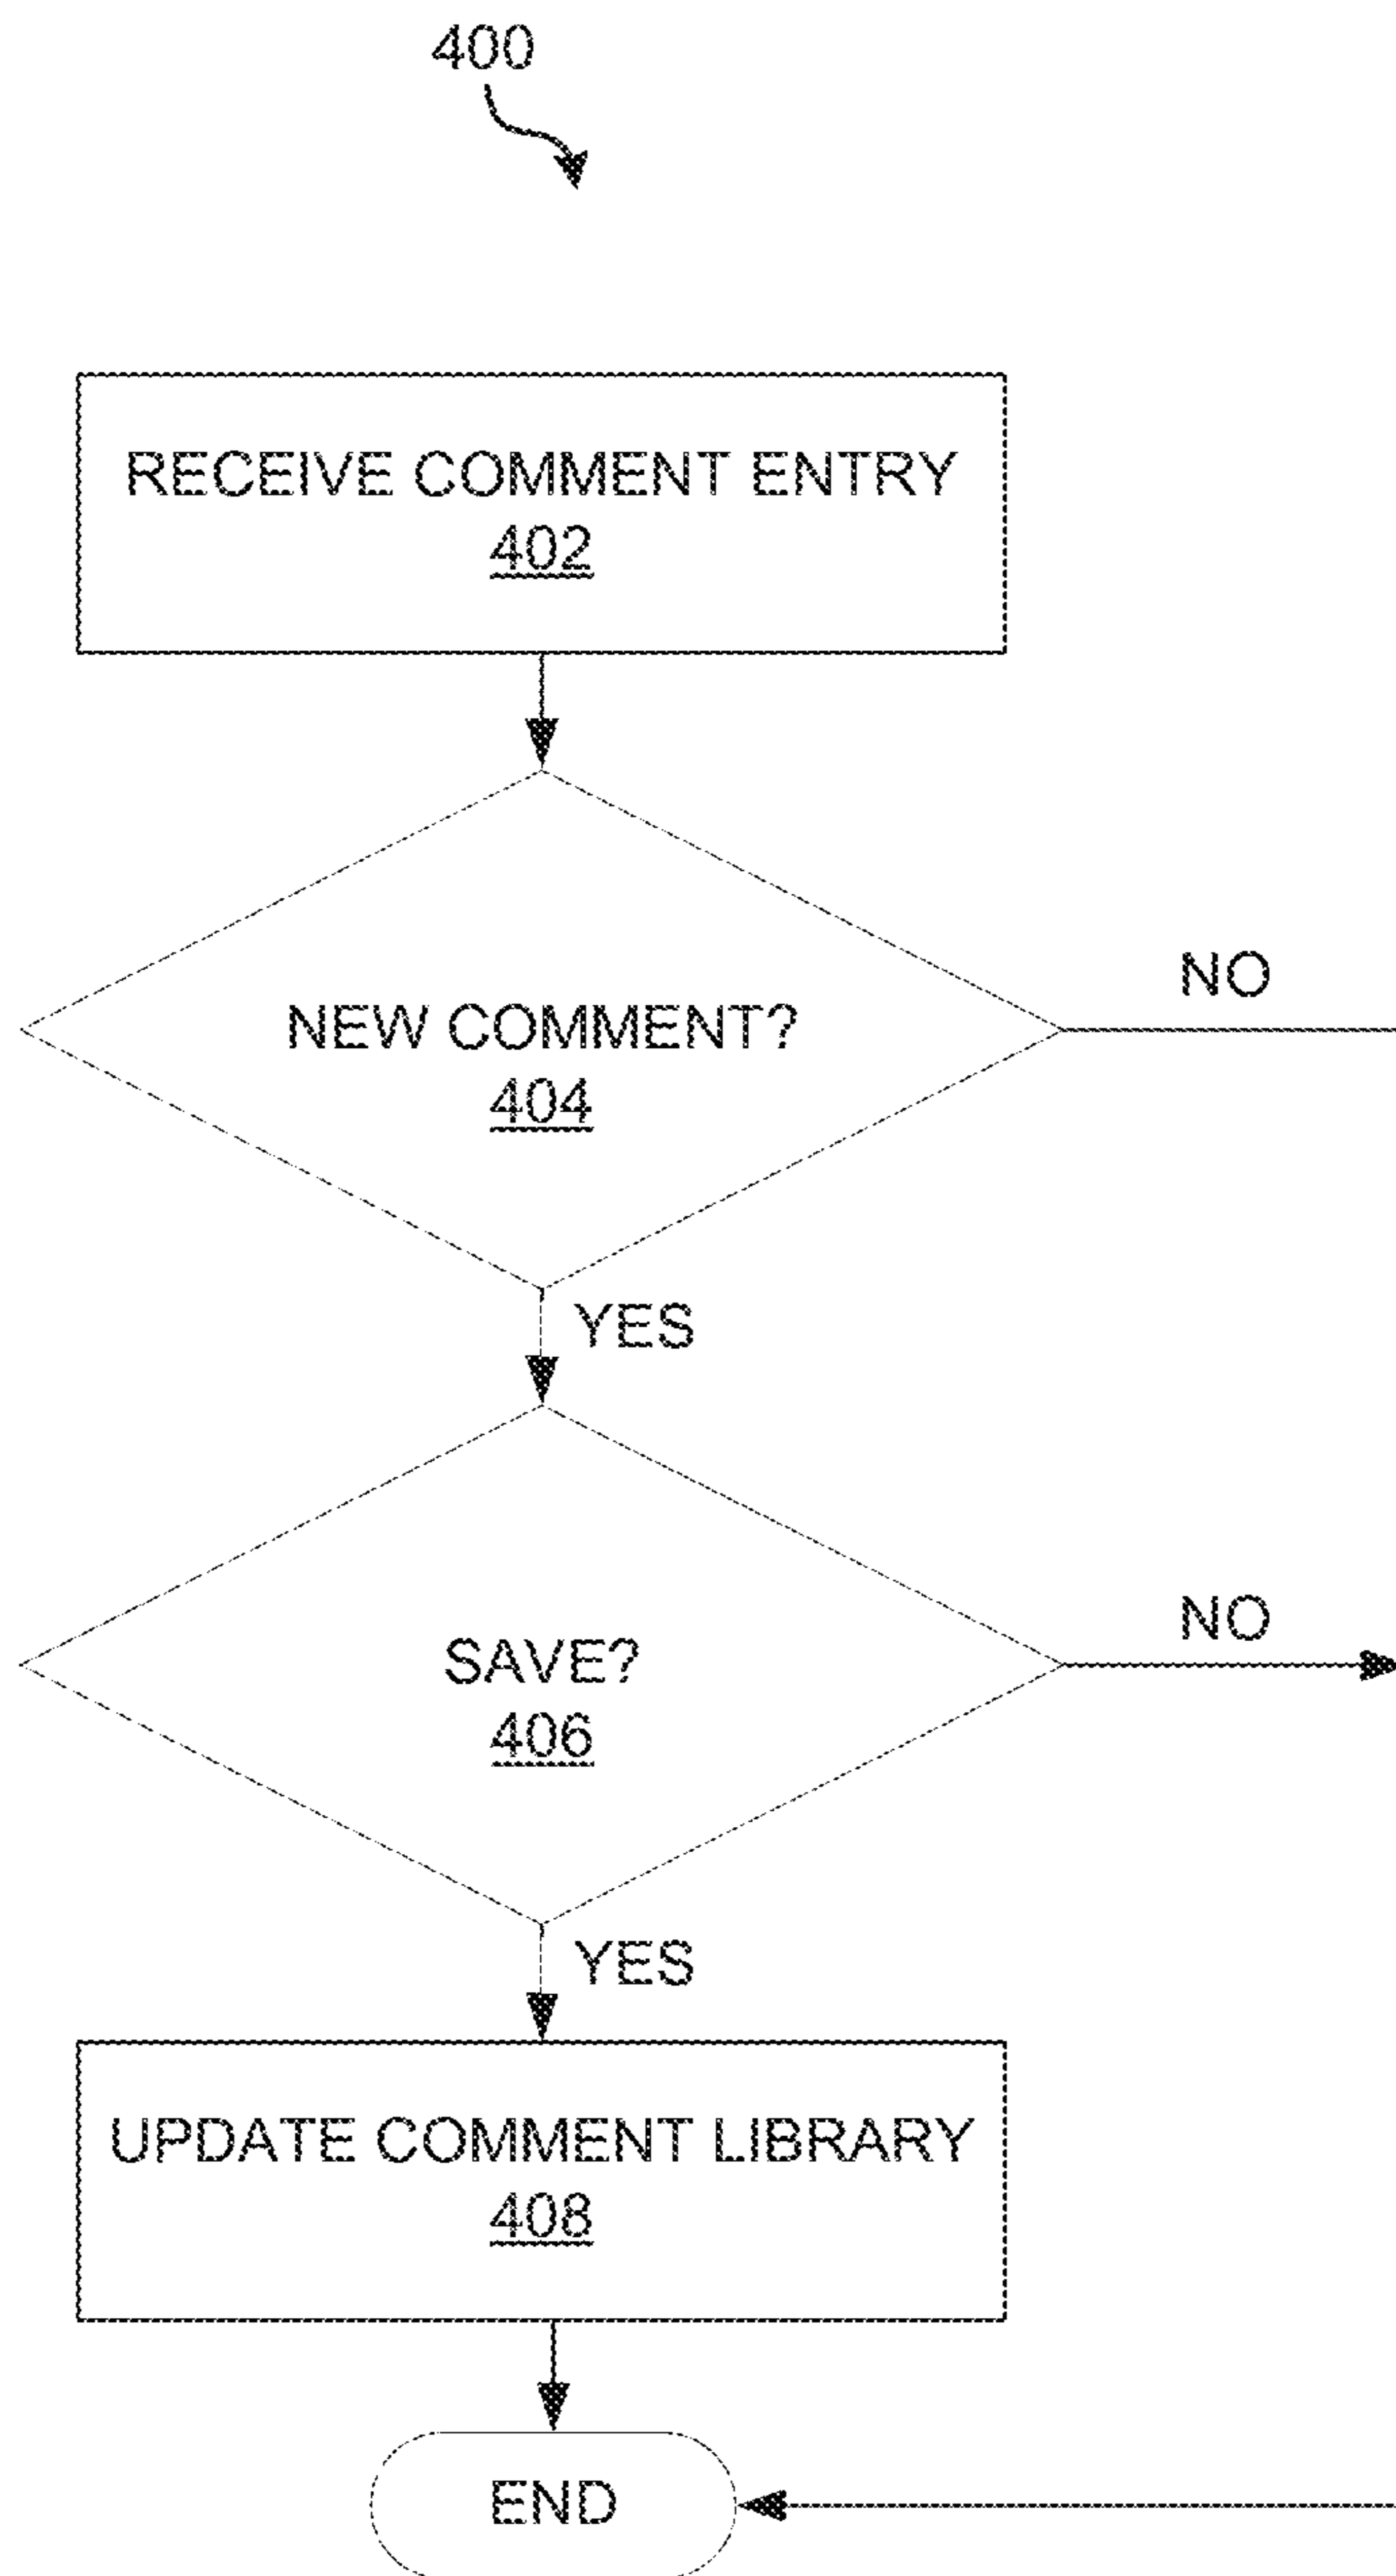 400
RECEIVE COMMENT ENTRY
402
NEW COMMENT?
404
NO
YES
SAVE?
406
NO
YES
UPDATE COMMENT LIBRARY
408
END